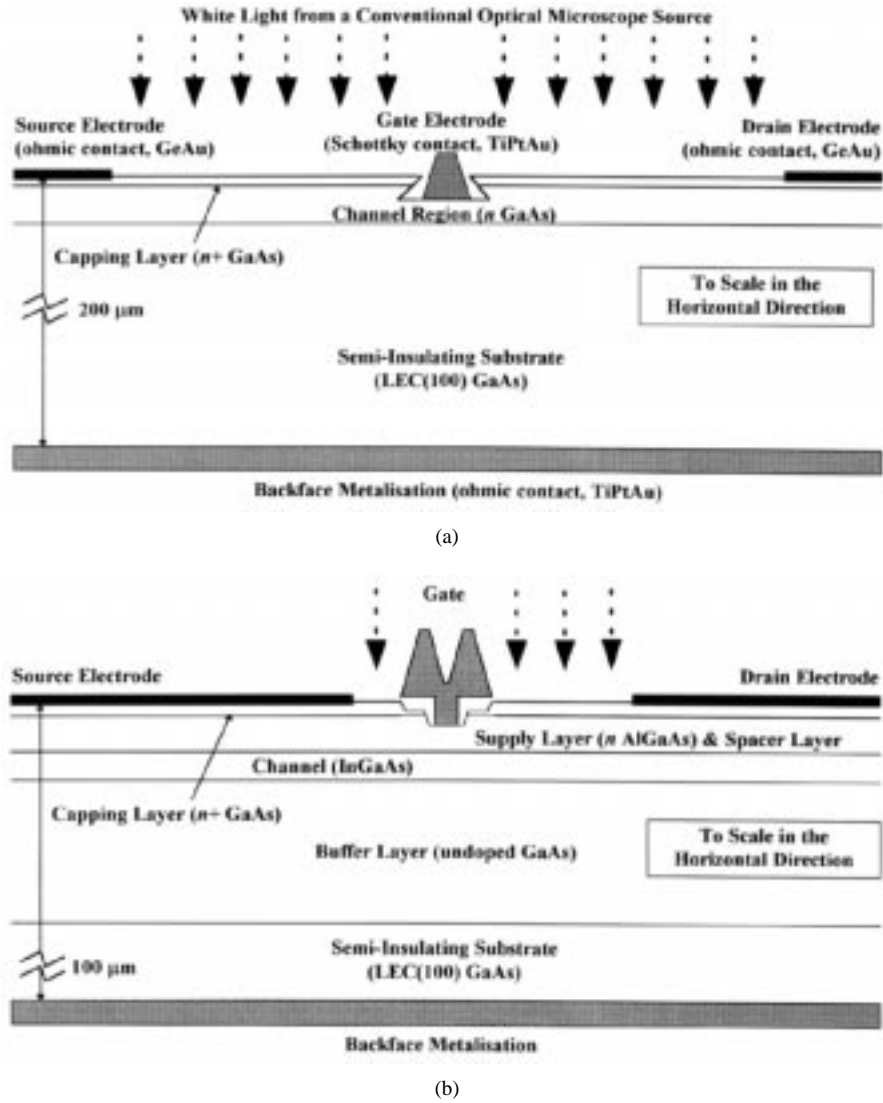 White Light from a Conventional Optical Microscope Source
Source Electrode
(ohmic contact, GeAu)
Gate Electrode
(Schottky contact, TiPtAu)
Drain Electrode
(ohmic contact, GeAu)
Channel Region (n GaAs)
Capping Layer (n+ GaAs)
To Scale in the
Horizontal Direction
200 µm
Semi-Insulating Substrate
(LEC(100) GaAs)
Backface Metalisation (ohmic contact, TiPtAu)
(a)
Gate
Source Electrode
Drain Electrode
Supply Layer (n AlGaAs) & Spacer Layer
Channel (InGaAs)
Capping Layer (n+ GaAs)
Buffer Layer (undoped GaAs)
To Scale in the
Horizontal Direction
Semi-Insulating Substrate
(LEC(100) GaAs)
100 µm
Backface Metalisation
(b)